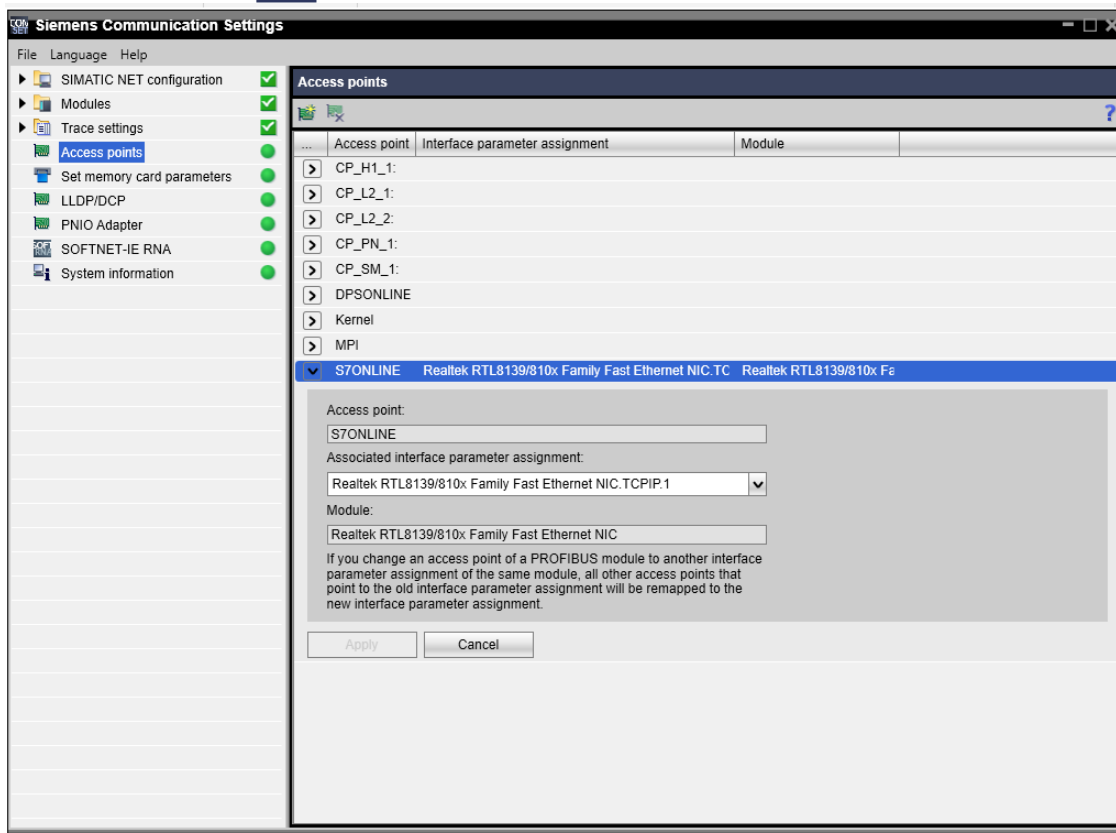 Siemens Communication Settings
File Language Help
SIMATIC NET configuration
Modules
Trace settings
Access points
Set memory card parameters
LLDP/DCP
PNIO Adapter
SOFTNET-IE RNA
System information
Access points
?
... Access point Interface parameter assignment Module
CP_H1_1:
CP_L2_1:
CP_L2_2:
CP_PN_1:
CP_SM_1:
DPSONLINE
Kernel
MPI
S7ONLINE Realtek RTL8139/810x Family Fast Ethernet NIC.TC Realtek RTL8139/810x Fa
Access point:
S7ONLINE
Associated interface parameter assignment:
Realtek RTL8139/810x Family Fast Ethernet NIC.TCPIP.1
Module:
Realtek RTL8139/810x Family Fast Ethernet NIC
If you change an access point of a PROFIBUS module to another interface
parameter assignment of the same module, all other access points that
point to the old interface parameter assignment will be remapped to the
new interface parameter assignment.
Apply Cancel